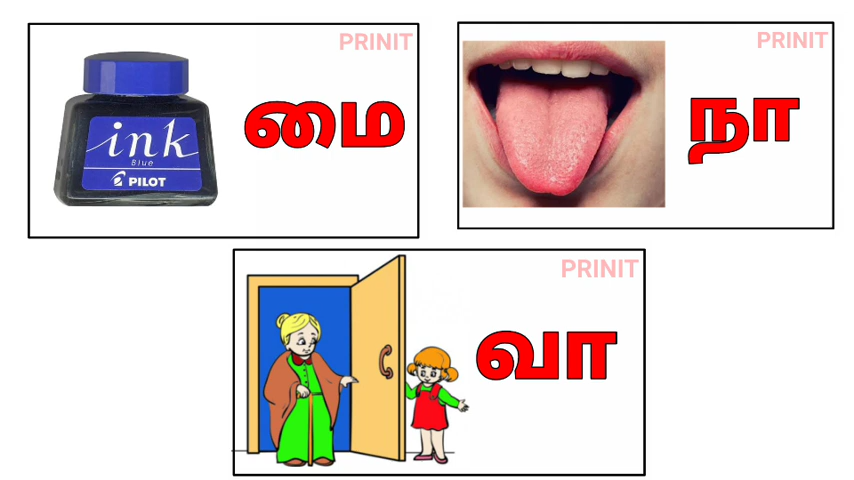 PRINIT
ink
Blue
PILOT
மை
PRINIT
நா
PRINIT
வா